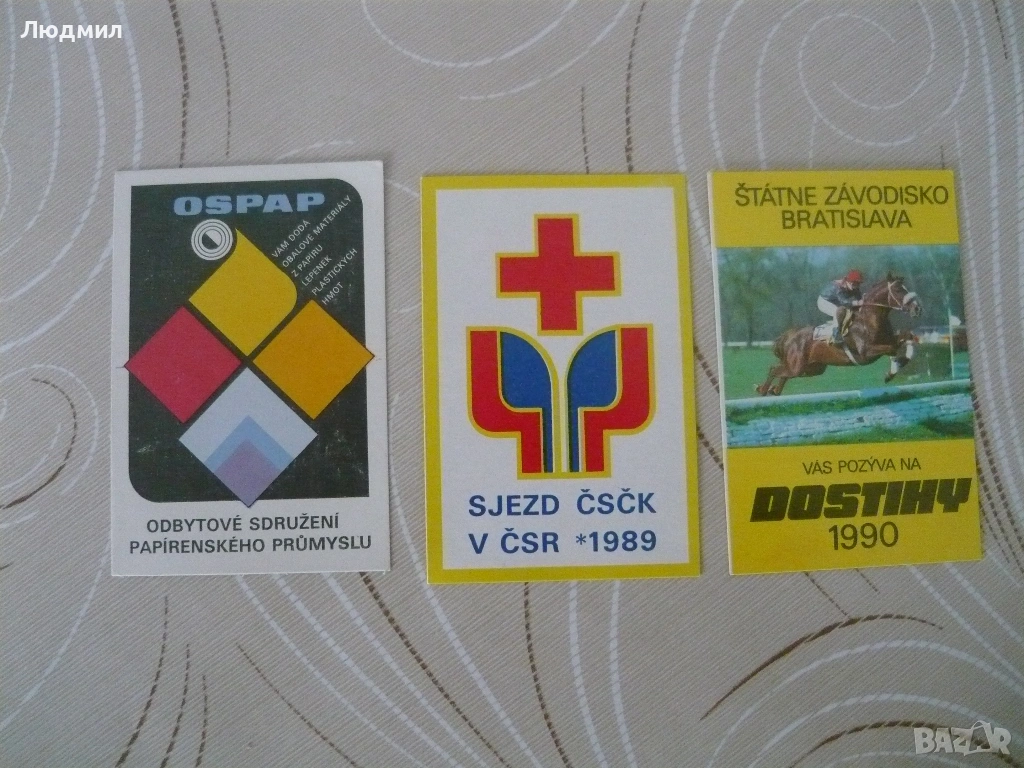 Людмил
OSPAP
VÁM DODÁ
OBALOVÉ MATERIÁLY
Z PAPÍRU
LEPENEK
PLASTICKÝCH
HMOT
ODBYTOVÉ SDRUŽENÍ
PAPÍRENSKÉHO PRŮMYSLU
SJEZD ČSČK
V ČSR *1989
ŠTÁTNE ZÁVODISKO
BRATISLAVA
VÁS POZÝVA NA
DOSTIHY
1990
BAZAR